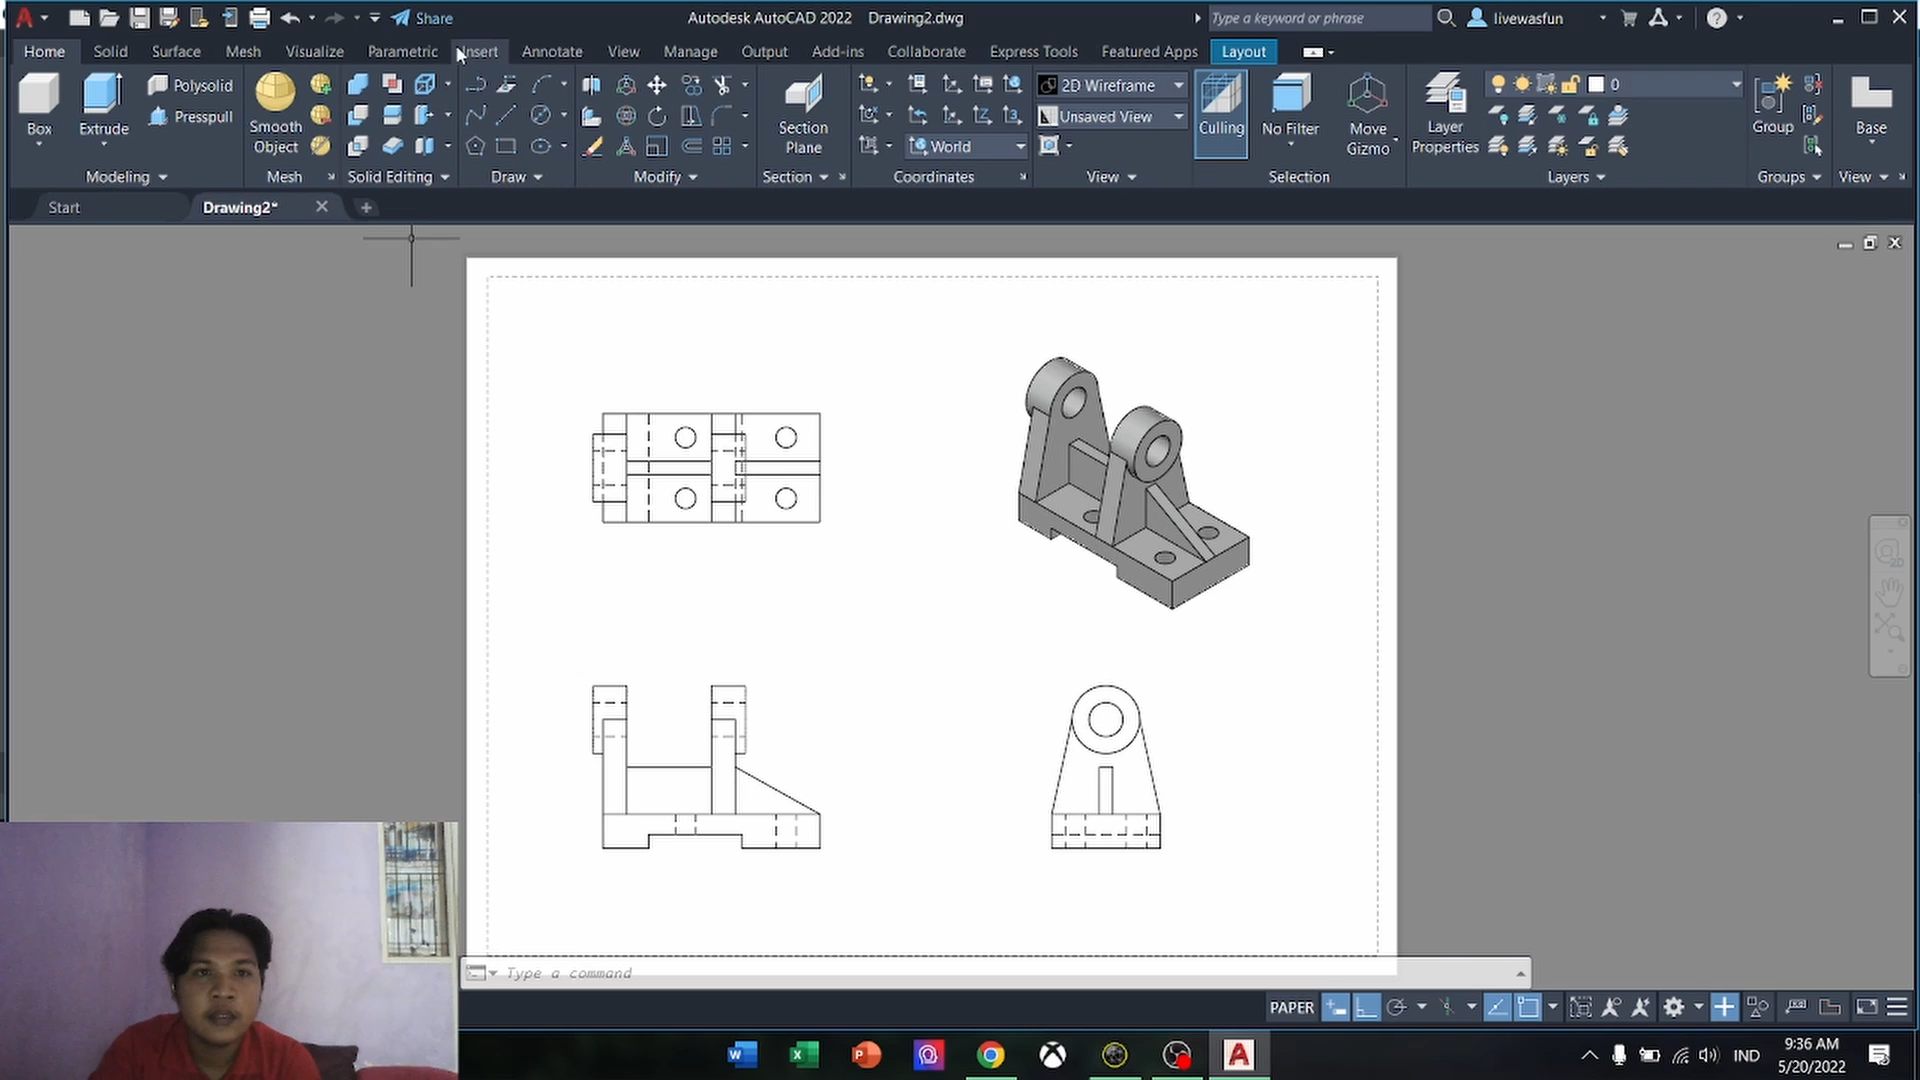 Share
Autodesk AutoCAD 2022 Drawing2.dwg
Type a keyword or phrase
livewasfun
Home Solid Surface Mesh Visualize Parametric Insert Annotate View Manage Output Add-ins Collaborate Express Tools Featured Apps Layout
Box
Extrude
Polysolid
Presspull
Modeling
Smooth
Object
Mesh
Solid Editing
Draw
Modify
Section
Plane
Section
World
Coordinates
2D Wireframe
Unsaved View
View
Culling
No Filter
Move
Gizmo
Selection
Layer
Properties
0
Layers
Group
Groups
Base
View
Start
Drawing2*
2D
Type a command
PAPER
IND
9:36 AM
5/20/2022